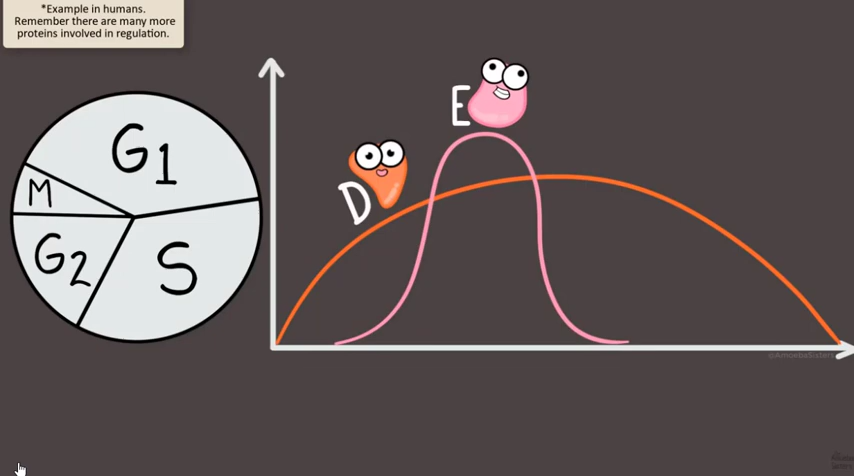 *Example in humans.
Remember there are many more
proteins involved in regulation.
G1
M
G2
S
D
E
@AmoebaSisters